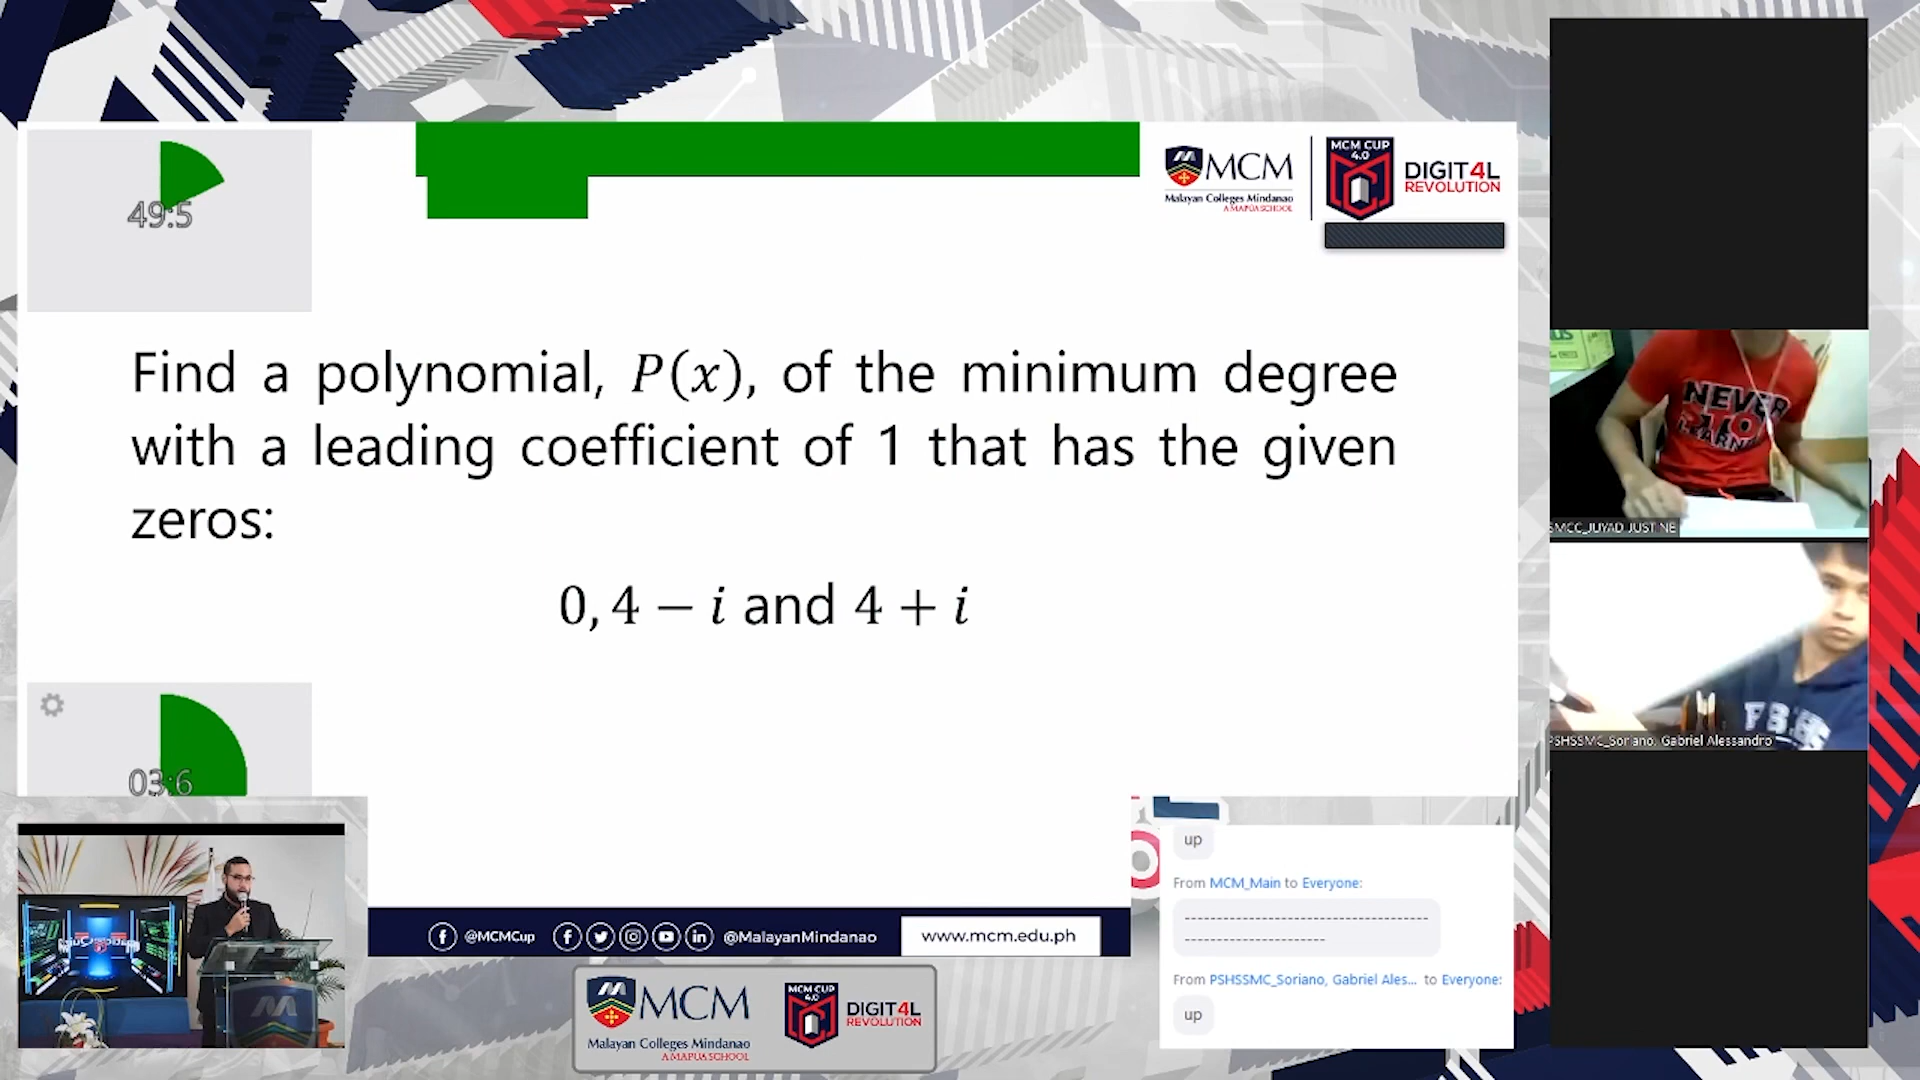 49:5
MCM
Malayan Colleges Mindanao
A MAPÚA SCHOOL
MCM CUP
4.0
DIGIT4L
REVOLUTION
Find a polynomial, P(x), of the minimum degree
with a leading coefficient of 1 that has the given
zeros:
0, 4 − i and 4 + i
03:6
@MCMCup
@MalayanMindanao
www.mcm.edu.ph
MCM
Malayan Colleges Mindanao
A MAPÚA SCHOOL
MCM CUP
4.0
DIGIT4L
REVOLUTION
up
From MCM_Main to Everyone:
------------------------------------
---------------------
From PSHSSMC_Soriano, Gabriel Ales... to Everyone:
up
NEVER
SMCC_JUYAD JUSTINE
PSHSSMC_Soriano, Gabriel Alessandro